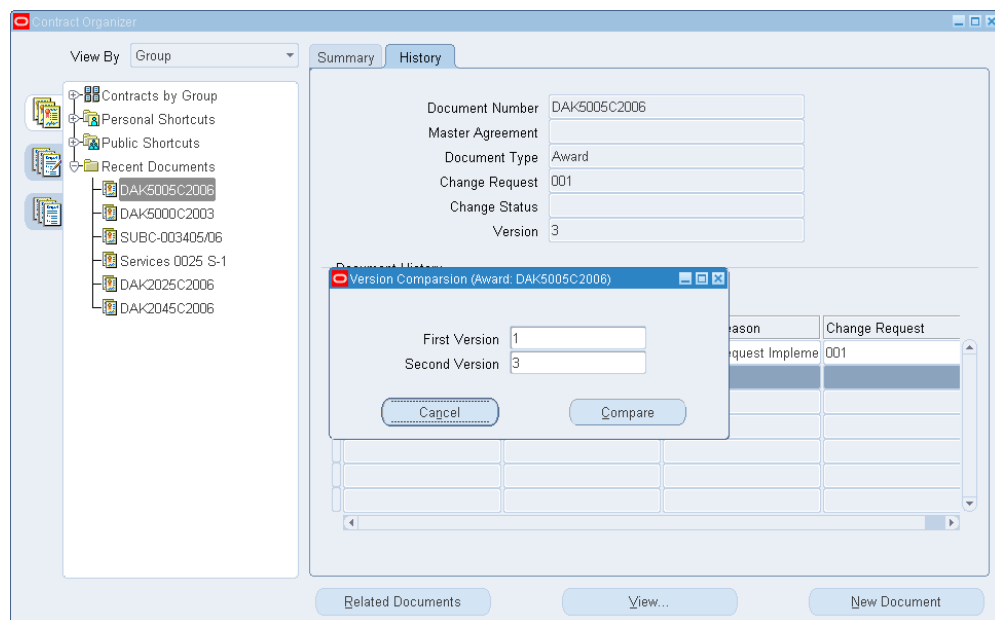 Contract Organizer
View By Group
Contracts by Group
Personal Shortcuts
Public Shortcuts
Recent Documents
DAK5005C2006
DAK5000C2003
SUBC-003405/06
Services 0025 S-1
DAK2025C2006
DAK2045C2006
Summary History
Document Number DAK5005C2006
Master Agreement
Document Type Award
Change Request 001
Change Status
Version 3
Document History
Version Comparsion (Award: DAK5005C2006)
First Version 1
Second Version 3
Cancel Compare
eason Change Request
equest Impleme 001
Related Documents View... New Document